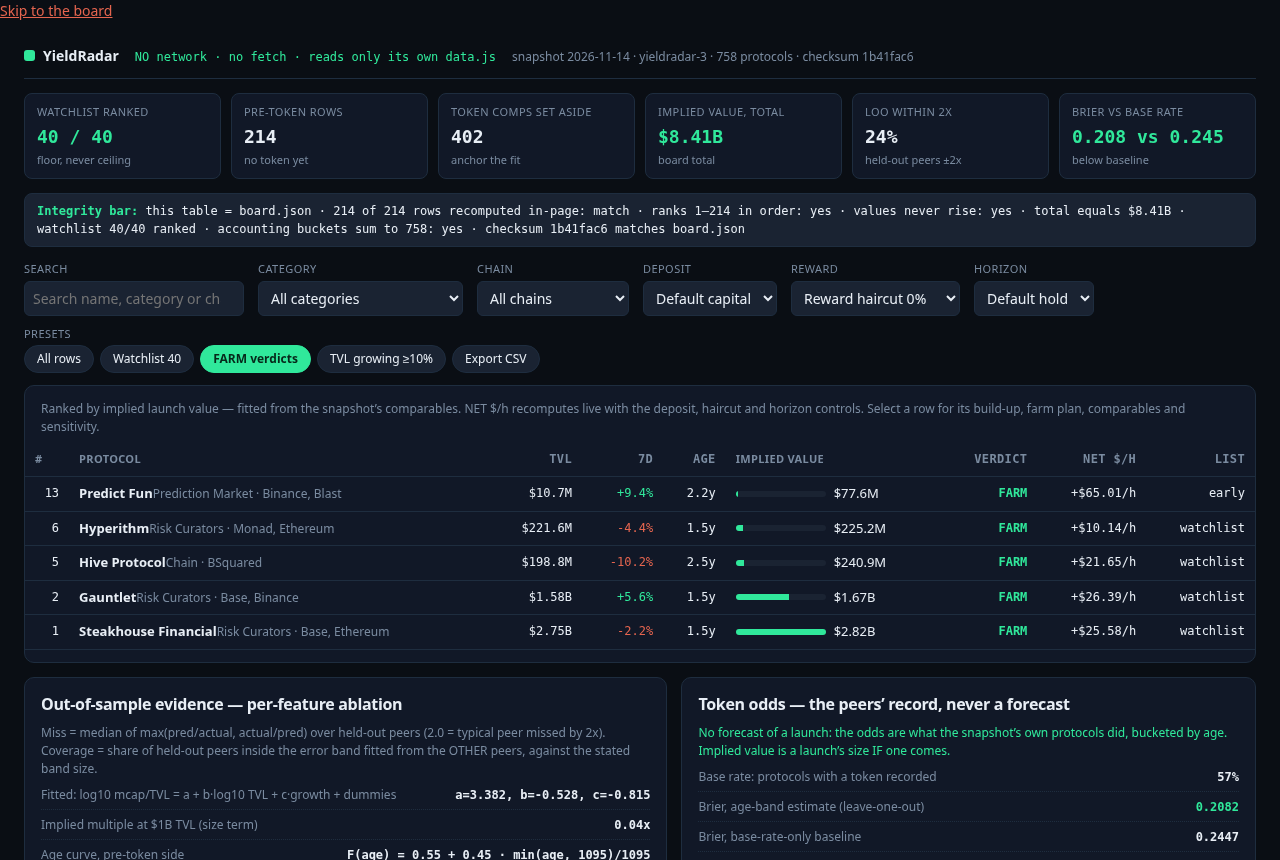 Skip to the board
YieldRadar NO network · no fetch · reads only its own data.js snapshot 2026-11-14 · yieldradar-3 · 758 protocols · checksum 1b41fac6
WATCHLIST RANKED
40 / 40
floor, never ceiling
PRE-TOKEN ROWS
214
no token yet
TOKEN COMPS SET ASIDE
402
anchor the fit
IMPLIED VALUE, TOTAL
$8.41B
board total
LOO WITHIN 2X
24%
held-out peers ±2x
BRIER VS BASE RATE
0.208 vs 0.245
below baseline
Integrity bar: this table = board.json · 214 of 214 rows recomputed in-page: match · ranks 1–214 in order: yes · values never rise: yes · total equals $8.41B ·
watchlist 40/40 ranked · accounting buckets sum to 758: yes · checksum 1b41fac6 matches board.json
SEARCH CATEGORY CHAIN DEPOSIT REWARD HORIZON
Search name, category or ch All categories All chains Default capital Reward haircut 0% Default hold
PRESETS
All rows Watchlist 40 FARM verdicts TVL growing ≥10% Export CSV
Ranked by implied launch value — fitted from the snapshot’s comparables. NET $/h recomputes live with the deposit, haircut and horizon controls. Select a row for its build-up, farm plan, comparables and
sensitivity.
# PROTOCOL TVL 7D AGE IMPLIED VALUE VERDICT NET $/H LIST
13 Predict FunPrediction Market · Binance, Blast $10.7M +9.4% 2.2y $77.6M FARM +$65.01/h early
6 HyperithmRisk Curators · Monad, Ethereum $221.6M -4.4% 1.5y $225.2M FARM +$10.14/h watchlist
5 Hive ProtocolChain · BSquared $198.8M -10.2% 2.5y $240.9M FARM +$21.65/h watchlist
2 GauntletRisk Curators · Base, Binance $1.58B +5.6% 1.5y $1.67B FARM +$26.39/h watchlist
1 Steakhouse FinancialRisk Curators · Base, Ethereum $2.75B -2.2% 1.5y $2.82B FARM +$25.58/h watchlist
Out-of-sample evidence — per-feature ablation
Miss = median of max(pred/actual, actual/pred) over held-out peers (2.0 = typical peer missed by 2x).
Coverage = share of held-out peers inside the error band fitted from the OTHER peers, against the stated
band size.
Fitted: log10 mcap/TVL = a + b·log10 TVL + c·growth + dummies a=3.382, b=-0.528, c=-0.815
Implied multiple at $1B TVL (size term) 0.04x
Age curve, pre-token side F(age) = 0.55 + 0.45 · min(age, 1095)/1095
Token odds — the peers’ record, never a forecast
No forecast of a launch: the odds are what the snapshot’s own protocols did, bucketed by age.
Implied value is a launch’s size IF one comes.
Base rate: protocols with a token recorded 57%
Brier, age-band estimate (leave-one-out) 0.2082
Brier, base-rate-only baseline 0.2447